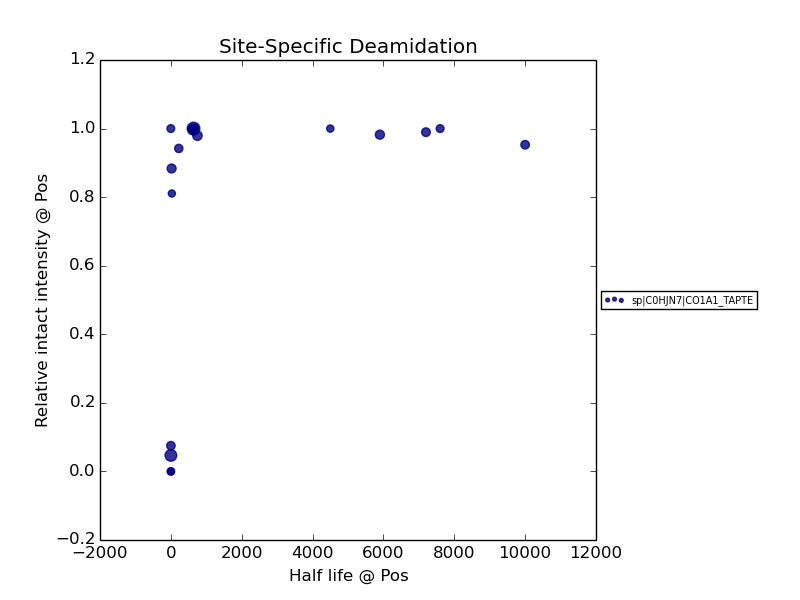 Site-Specific Deamidation
1.2
1.0
0.8
0.6
0.4
0.2
0.0
−0.2
Relative intact intensity @ Pos
−2000 0 2000 4000 6000 8000 10000 12000
Half life @ Pos
sp|C0HJN7|CO1A1_TAPTE